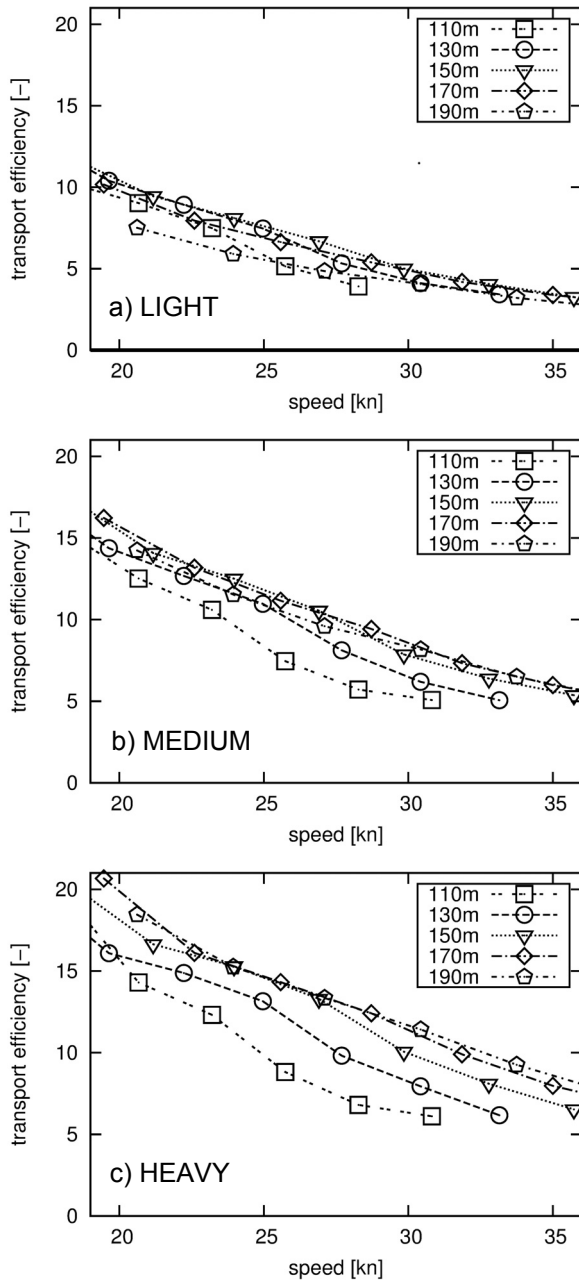 20
15
10
5
0
transport efficiency [–]
110m
130m
150m
170m
190m
a) LIGHT
20 25 30 35
speed [kn]
20
15
10
5
0
transport efficiency [–]
110m
130m
150m
170m
190m
b) MEDIUM
20 25 30 35
speed [kn]
20
15
10
5
0
transport efficiency [–]
110m
130m
150m
170m
190m
c) HEAVY
20 25 30 35
speed [kn]